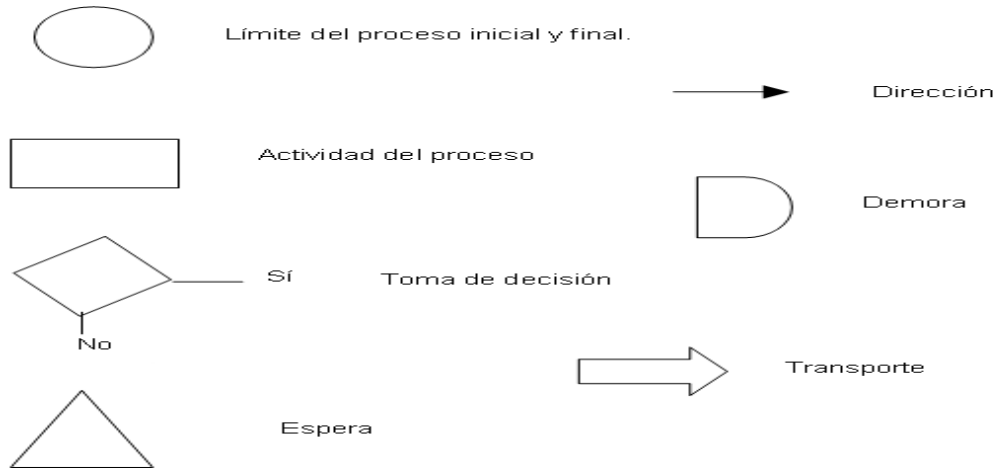 Límite del proceso inicial y final.
Dirección
Actividad del proceso
Demora
Sí
Toma de decisión
No
Transporte
Espera